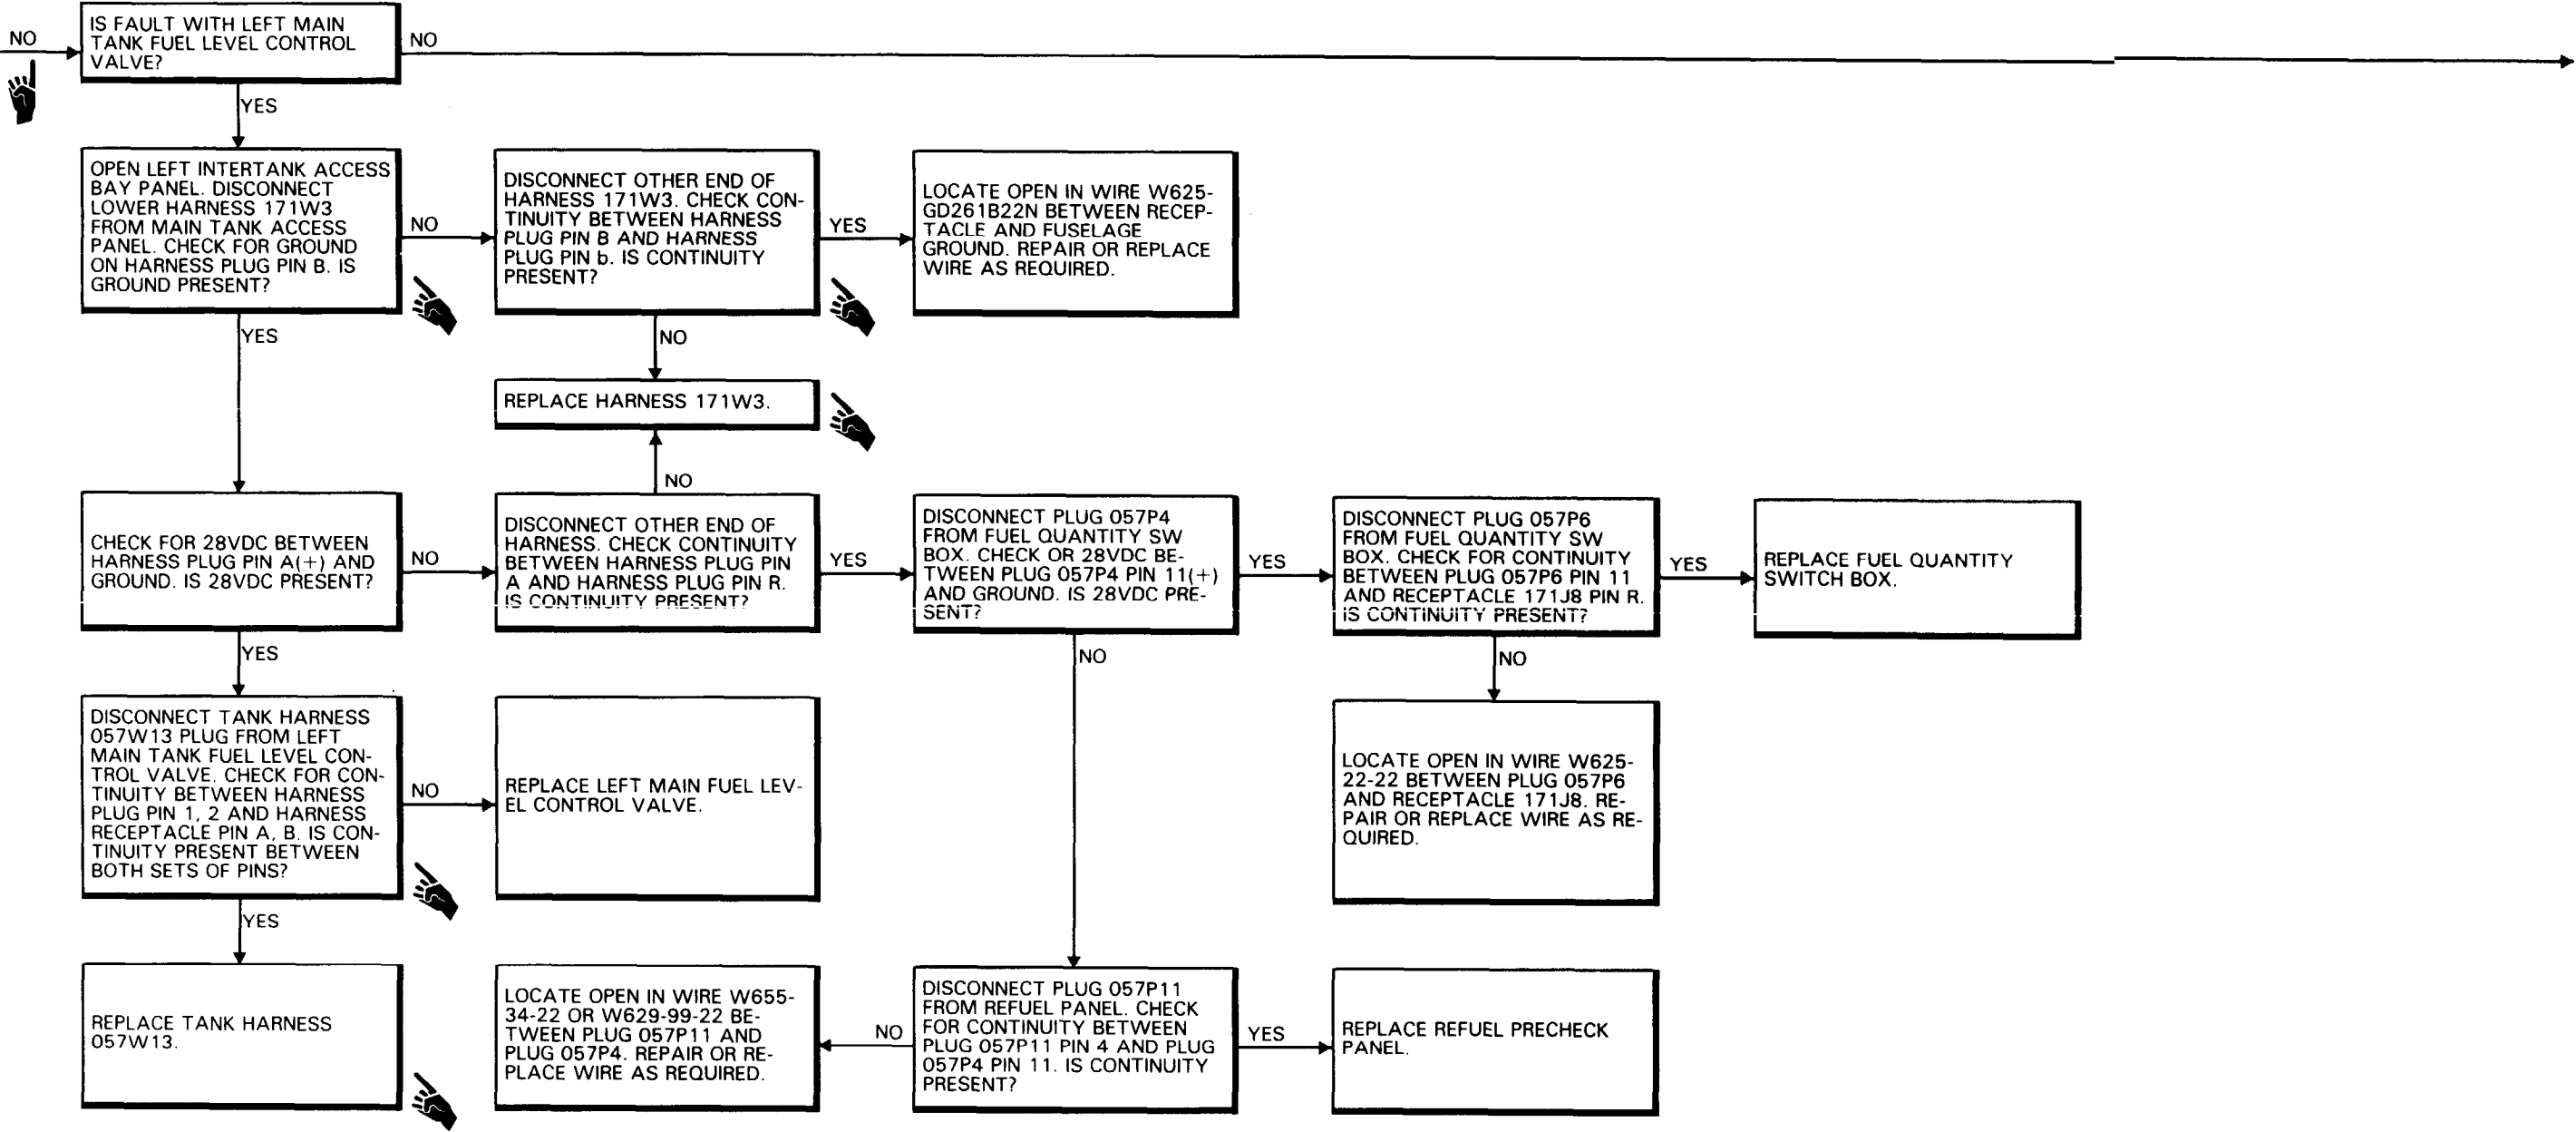 NO
IS FAULT WITH LEFT MAIN
TANK FUEL LEVEL CONTROL
VALVE?
NO
YES
OPEN LEFT INTERTANK ACCESS
BAY PANEL. DISCONNECT
LOWER HARNESS 171W3
FROM MAIN TANK ACCESS
PANEL. CHECK FOR GROUND
ON HARNESS PLUG PIN B. IS
GROUND PRESENT?
NO
DISCONNECT OTHER END OF
HARNESS 171W3. CHECK CON-
TINUITY BETWEEN HARNESS
PLUG PIN B AND HARNESS
PLUG PIN b. IS CONTINUITY
PRESENT?
YES
LOCATE OPEN IN WIRE W625-
GD261B22N BETWEEN RECEP-
TACLE AND FUSELAGE
GROUND. REPAIR OR REPLACE
WIRE AS REQUIRED.
YES
NO
REPLACE HARNESS 171W3.
NO
CHECK FOR 28VDC BETWEEN
HARNESS PLUG PIN A(+) AND
GROUND. IS 28VDC PRESENT?
NO
DISCONNECT OTHER END OF
HARNESS. CHECK CONTINUITY
BETWEEN HARNESS PLUG PIN
A AND HARNESS PLUG PIN R.
IS CONTINUITY PRESENT?
YES
DISCONNECT PLUG 057P4
FROM FUEL QUANTITY SW
BOX. CHECK OR 28VDC BE-
TWEEN PLUG 057P4 PIN 11(+)
AND GROUND. IS 28VDC PRE-
SENT?
YES
DISCONNECT PLUG 057P6
FROM FUEL QUANTITY SW
BOX. CHECK FOR CONTINUITY
BETWEEN PLUG 057P6 PIN 11
AND RECEPTACLE 171J8 PIN R.
IS CONTINUITY PRESENT?
YES
REPLACE FUEL QUANTITY
SWITCH BOX.
YES
NO
NO
DISCONNECT TANK HARNESS
057W13 PLUG FROM LEFT
MAIN TANK FUEL LEVEL CON-
TROL VALVE. CHECK FOR CON-
TINUITY BETWEEN HARNESS
PLUG PIN 1, 2 AND HARNESS
RECEPTACLE PIN A, B. IS CON-
TINUITY PRESENT BETWEEN
BOTH SETS OF PINS?
NO
REPLACE LEFT MAIN FUEL LEV-
EL CONTROL VALVE.
LOCATE OPEN IN WIRE W625-
22-22 BETWEEN PLUG 057P6
AND RECEPTACLE 171J8. RE-
PAIR OR REPLACE WIRE AS RE-
QUIRED.
YES
REPLACE TANK HARNESS
057W13.
LOCATE OPEN IN WIRE W655-
34-22 OR W629-99-22 BE-
TWEEN PLUG 057P11 AND
PLUG 057P4. REPAIR OR RE-
PLACE WIRE AS REQUIRED.
NO
DISCONNECT PLUG 057P11
FROM REFUEL PANEL. CHECK
FOR CONTINUITY BETWEEN
PLUG 057P11 PIN 4 AND PLUG
057P4 PIN 11. IS CONTINUITY
PRESENT?
YES
REPLACE REFUEL PRECHECK
PANEL.